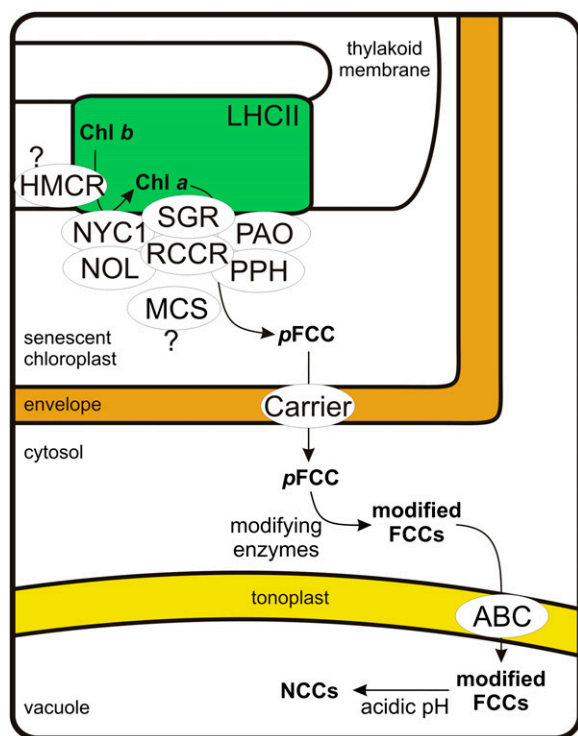 thylakoid
membrane
LHCII
Chl b
?
HMCR
Chl a
SGR
NYC1
PAO
RCCR
NOL
PPH
MCS
?
senescent
chloroplast
pFCC
envelope
Carrier
cytosol
pFCC
modified
FCCs
modifying
enzymes
tonoplast
ABC
modified
FCCs
NCCs
acidic pH
vacuole